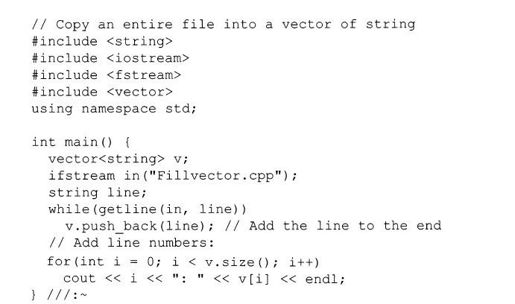 // Copy an entire file into a vector of string
#include <string>
#include <iostream>
#include <fstream>
#include <vector>
using namespace std;

int main() {
  vector<string> v;
  ifstream in("Fillvector.cpp");
  string line;
  while(getline(in, line))
    v.push_back(line); // Add the line to the end
  // Add line numbers:
  for(int i = 0; i < v.size(); i++)
    cout << i << ": " << v[i] << endl;
} ///:~